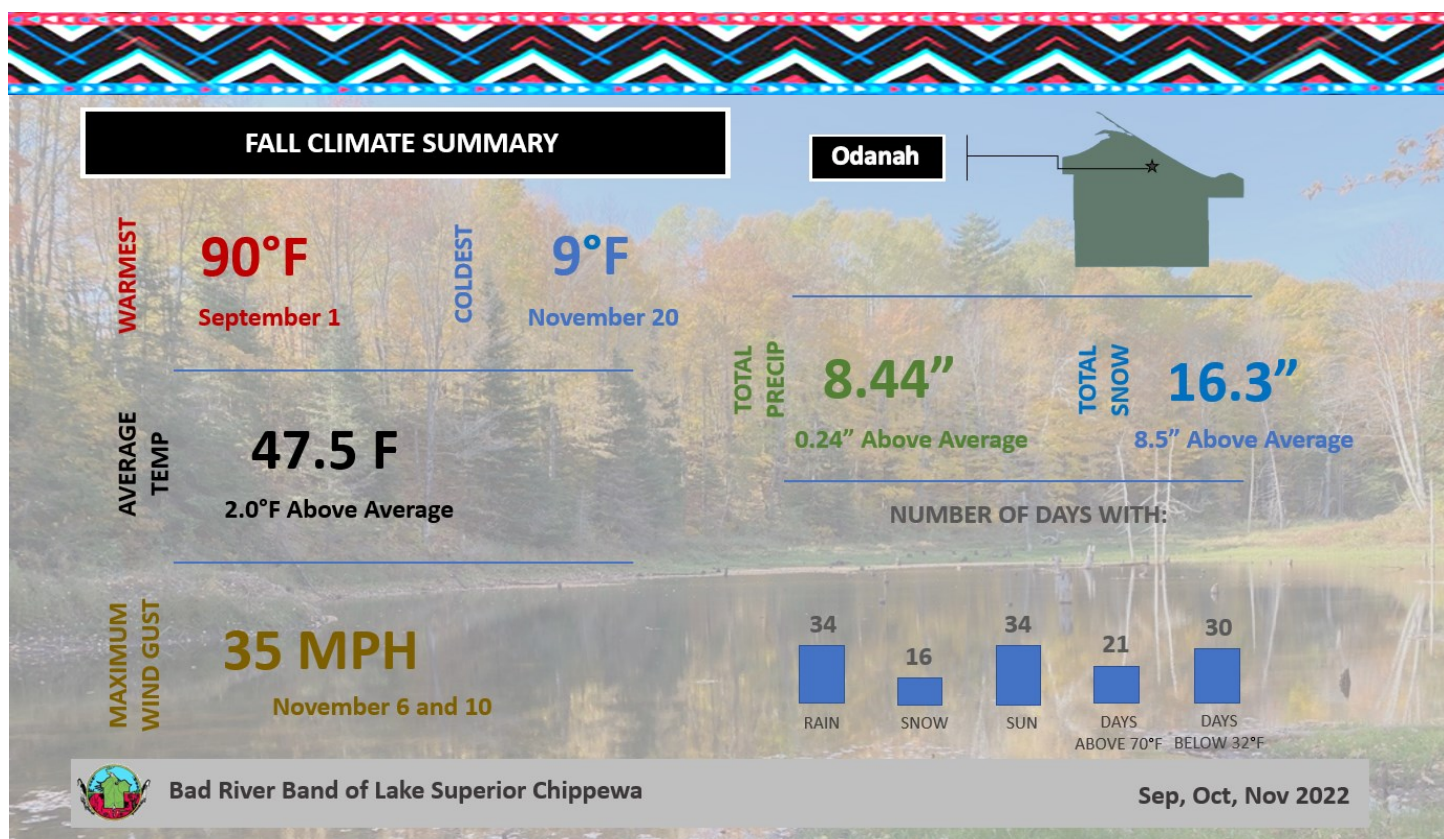 FALL CLIMATE SUMMARY
Odanah
WARMEST
90°F
September 1
COLDEST
9°F
November 20
AVERAGE
TEMP
47.5 F
2.0°F Above Average
MAXIMUM
WIND GUST
35 MPH
November 6 and 10
TOTAL
PRECIP
8.44”
0.24” Above Average
TOTAL
SNOW
16.3”
8.5” Above Average
NUMBER OF DAYS WITH:
34
16
34
21
30
RAIN
SNOW
SUN
DAYS
ABOVE 70°F
DAYS
BELOW 32°F
Bad River Band of Lake Superior Chippewa
Sep, Oct, Nov 2022